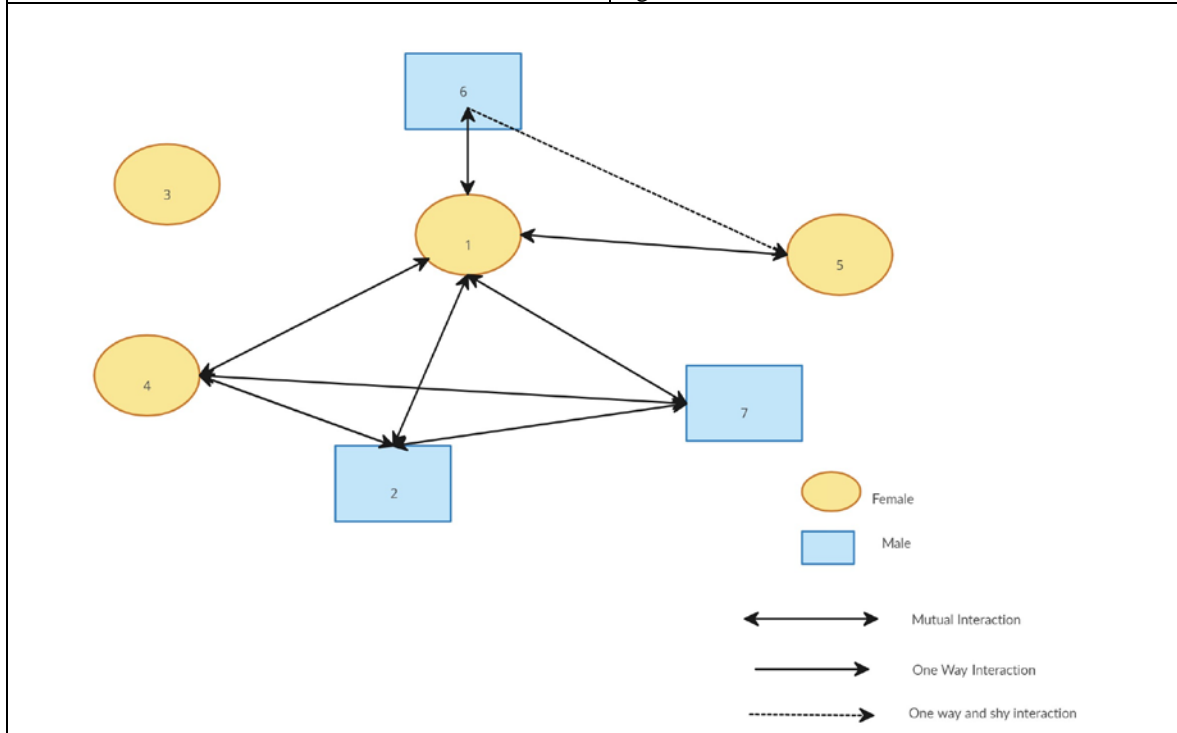 6
3
1
5
4
7
2
Female
Male
Mutual Interaction
One Way Interaction
One way and shy interaction